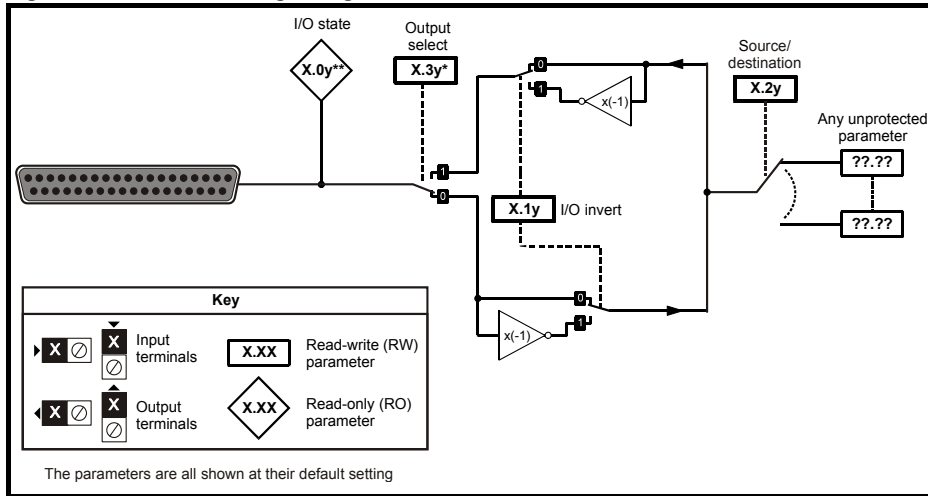 I/O state
X.0y**
Output
select
X.3y*
0
1
x(-1)
Source/
destination
X.2y
Any unprotected
parameter
??.??
??.??
1
0
X.1y
I/O invert
0
1
x(-1)
Key
X
X
Input
terminals
X.XX
Read-write (RW)
parameter
X
X
Output
terminals
X.XX
Read-only (RO)
parameter
The parameters are all shown at their default setting